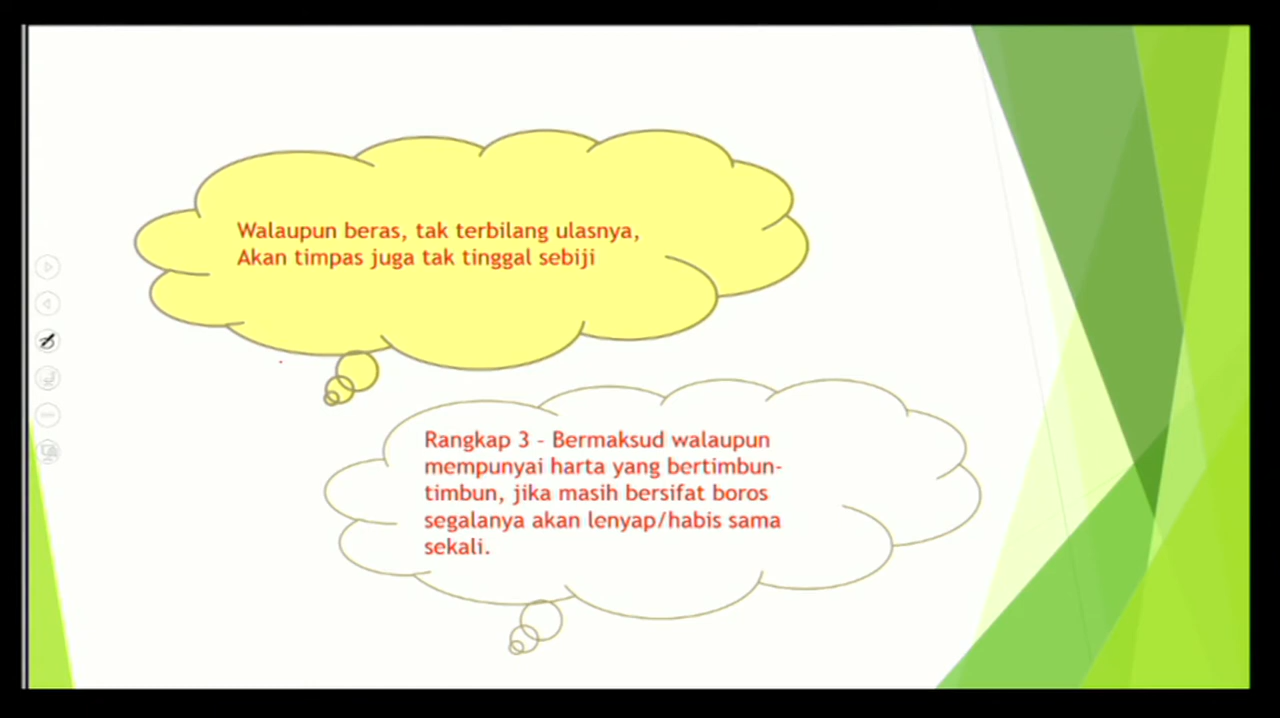 Walaupun beras, tak terbilang ulasnya,
Akan timpas juga tak tinggal sebiji
Rangkap 3 - Bermaksud walaupun
mempunyai harta yang bertimbun-
timbun, jika masih bersifat boros
segalanya akan lenyap/habis sama
sekali.